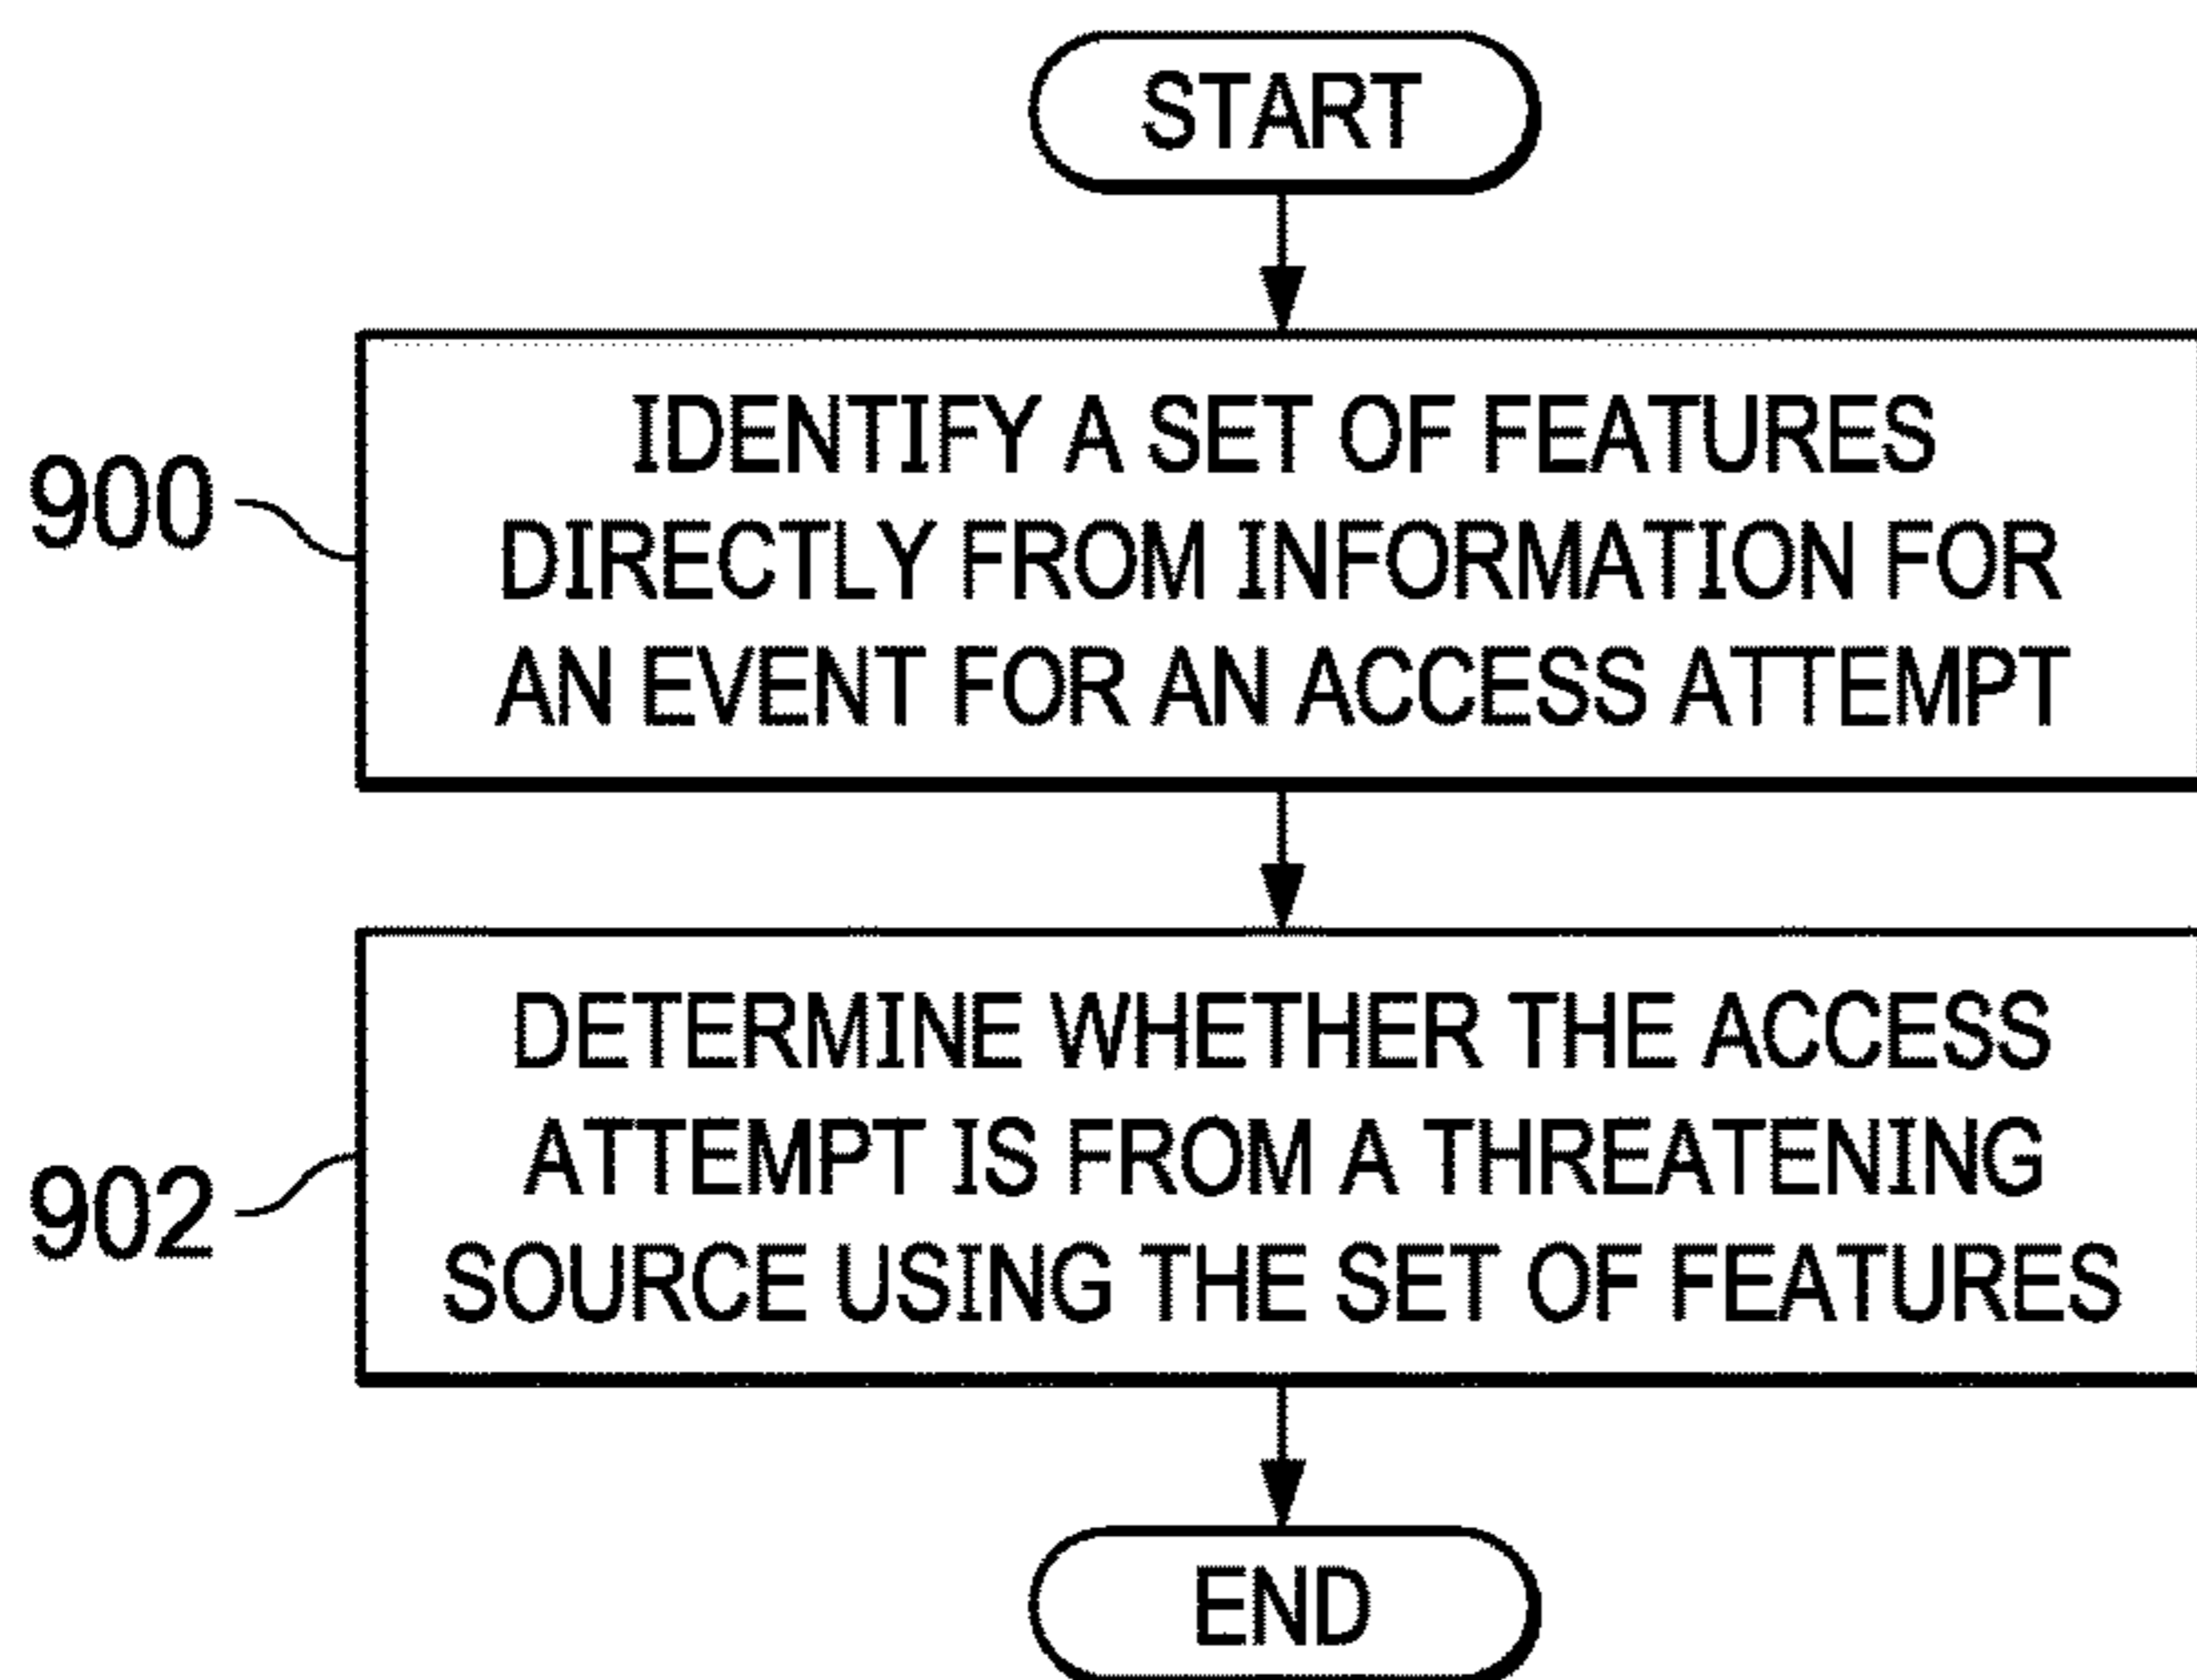 START
900
IDENTIFY A SET OF FEATURES
DIRECTLY FROM INFORMATION FOR
AN EVENT FOR AN ACCESS ATTEMPT
902
DETERMINE WHETHER THE ACCESS
ATTEMPT IS FROM A THREATENING
SOURCE USING THE SET OF FEATURES
END